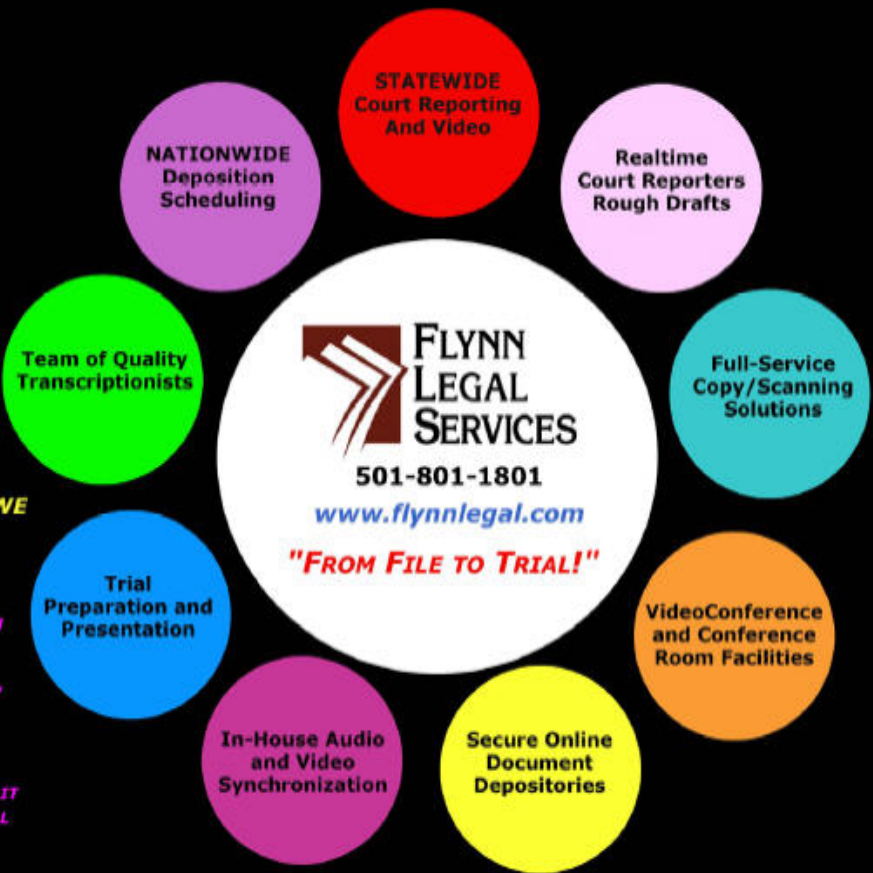 STATEWIDE
Court Reporting
And Video
NATIONWIDE
Deposition
Scheduling
Realtime
Court Reporters
Rough Drafts
Team of Quality
Transcriptionists
FLYNN
LEGAL
SERVICES
501-801-1801
www.flynnlegal.com
"FROM FILE TO TRIAL!"
Full-Service
Copy/Scanning
Solutions
WE
Trial
Preparation and
Presentation
VideoConference
and Conference
Room Facilities
In-House Audio
and Video
Synchronization
Secure Online
Document
Depositories
IT